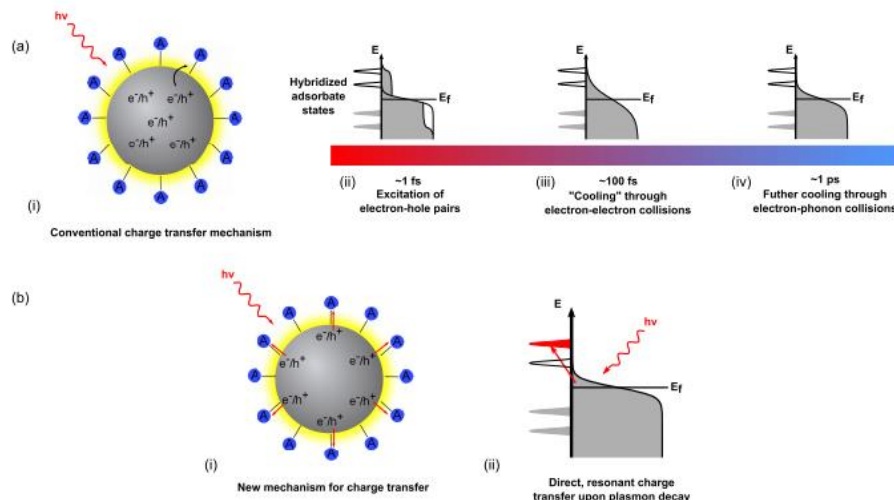 (a)
hν
A
A
A
A
A
A
A
A
A
A
A
A
e⁻/h⁺
e⁻/h⁺
e⁻/h⁺
e⁻/h⁺
e⁻/h⁺
(i)
Conventional charge transfer mechanism
Hybridized
adsorbate
states
E
Ef
E
Ef
E
Ef
(ii)
~1 fs
Excitation of
electron-hole pairs
(iii)
~100 fs
"Cooling" through
electron-electron collisions
(iv)
~1 ps
Futher cooling through
electron-phonon collisions
(b)
hν
A
A
A
A
A
A
A
A
A
A
A
A
e⁻/h⁺
e⁻/h⁺
e⁻/h⁺
e⁻/h⁺
e⁻/h⁺
e⁻/h⁺
(i)
New mechanism for charge transfer
E
hν
Ef
(ii)
Direct, resonant charge
transfer upon plasmon decay